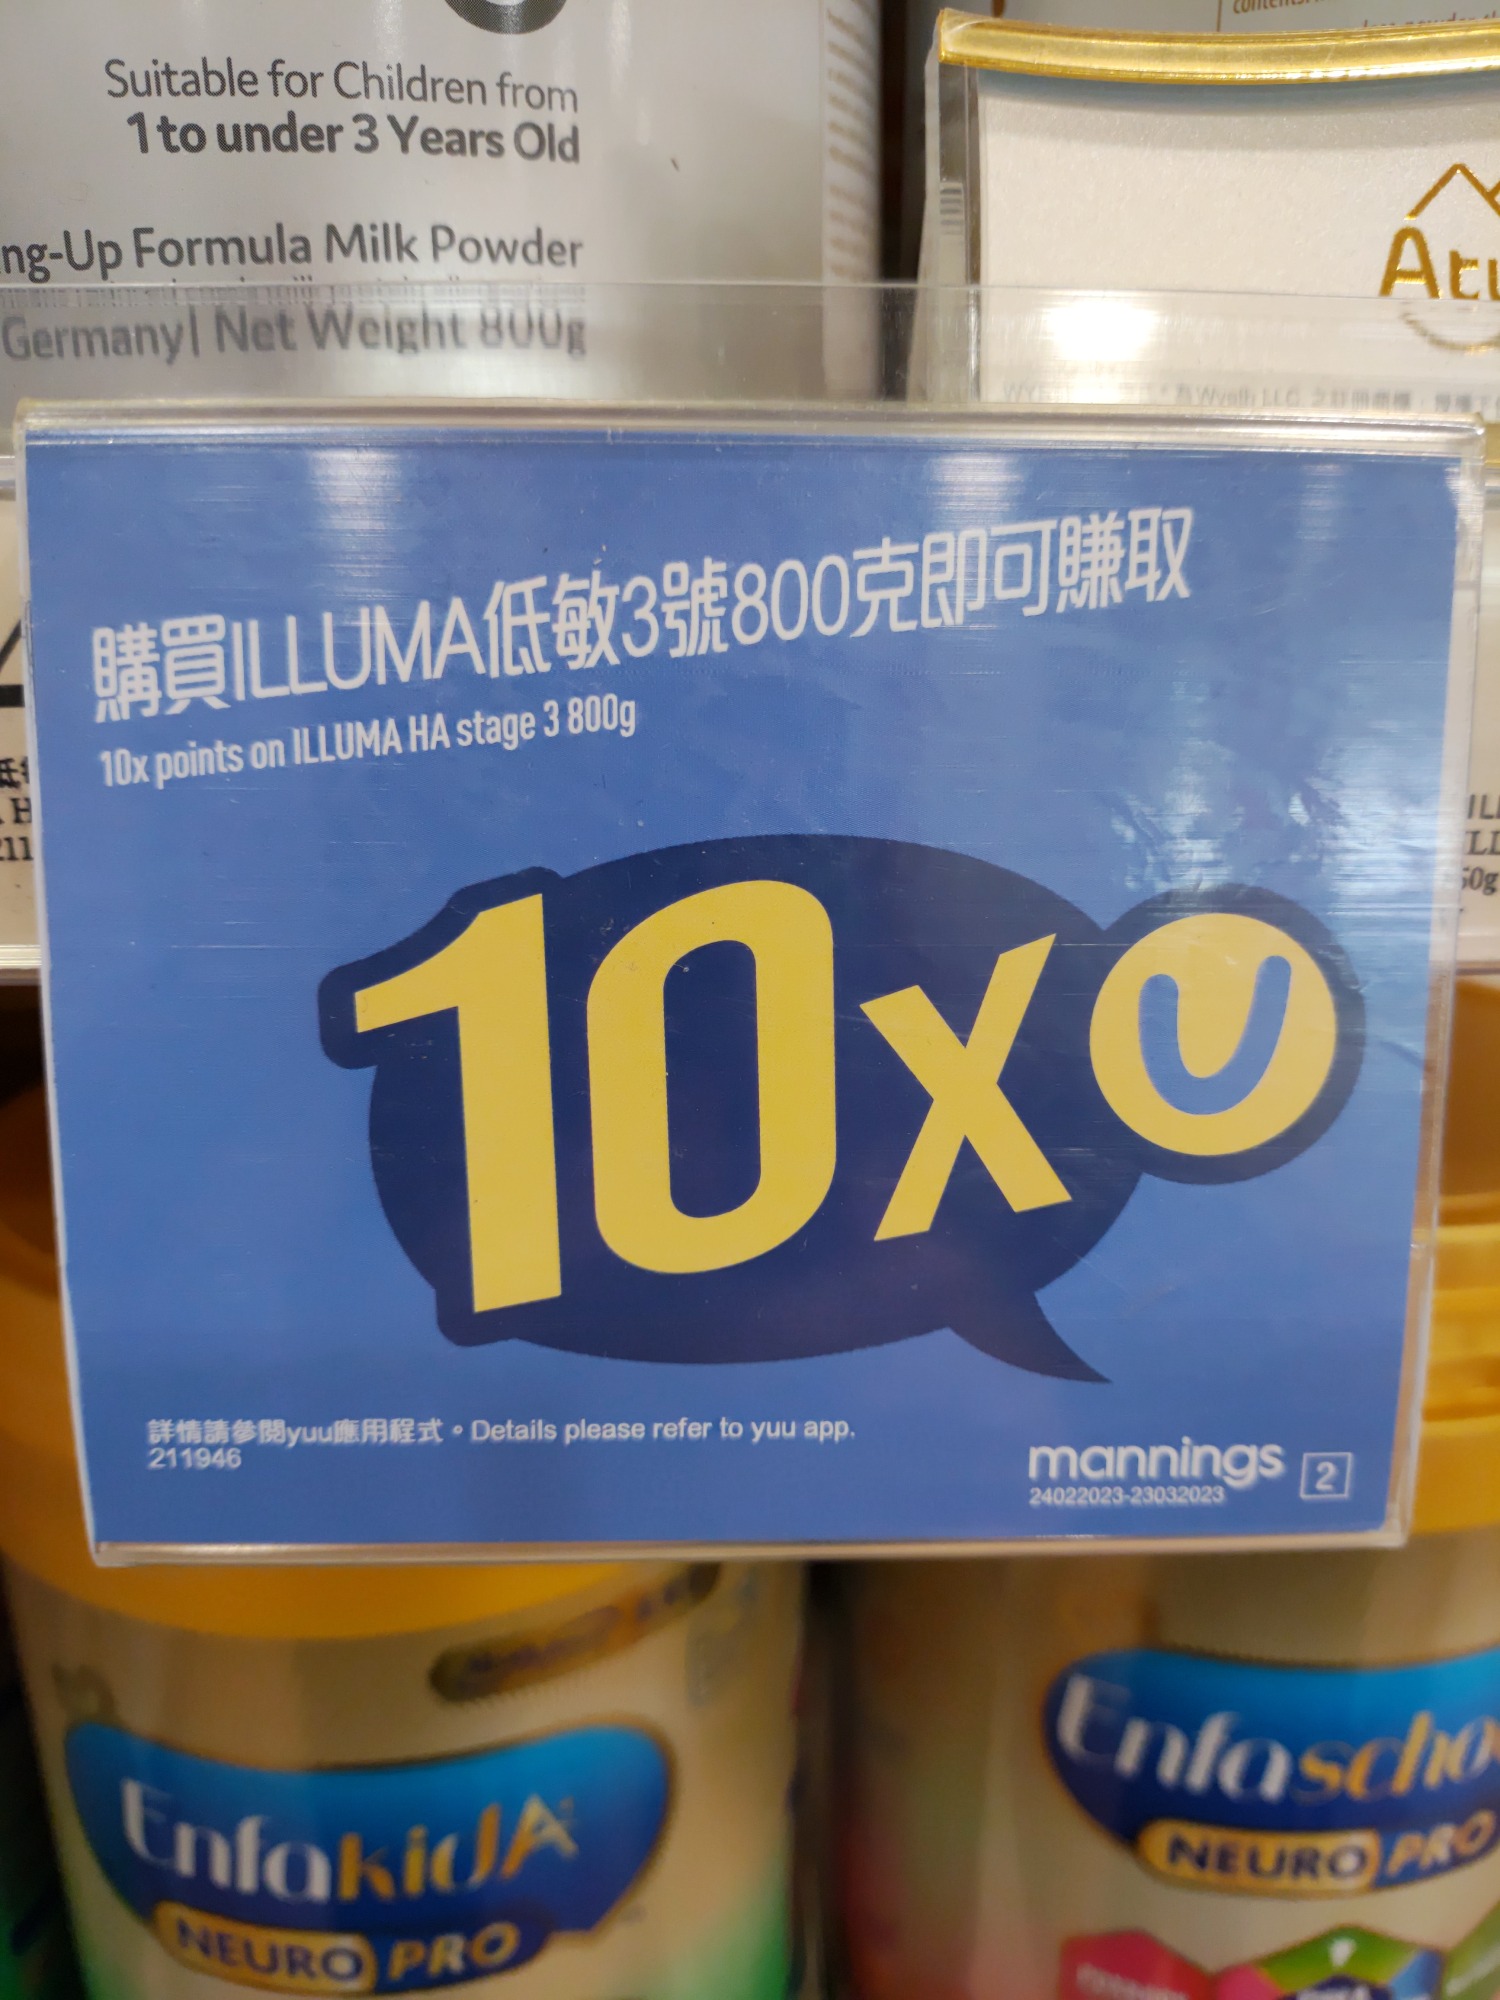 Suitable for Children from
1 to under 3 Years Old
ng-Up Formula Milk Powder
Germany| Net Weight 800g
購買ILLUMA低敏3號800克即可賺取
10x points on ILLUMA HA stage 3 800g
10x U
詳情請參閱yuu應用程式。Details please refer to yuu app.
211946
mannings 2
24022023-23032023
EnfakidA
NEURO PRO
Enfascho
NEURO PRO